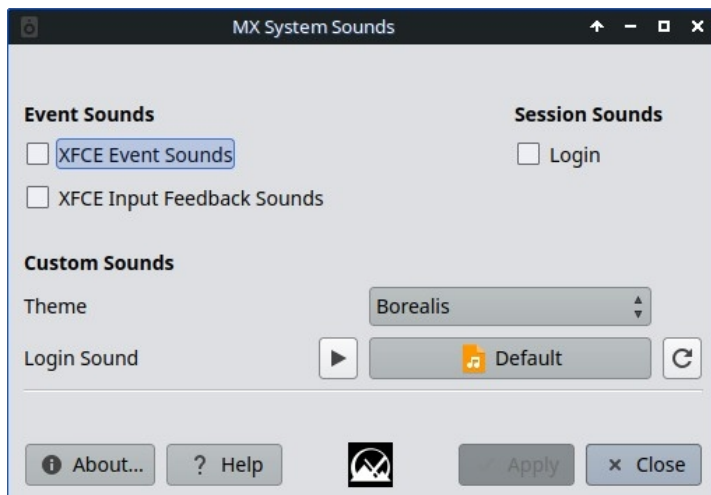 MX System Sounds
Event Sounds
Session Sounds
XFCE Event Sounds
Login
XFCE Input Feedback Sounds
Custom Sounds
Theme
Borealis
Login Sound
Default
About...
? Help
Apply
Close